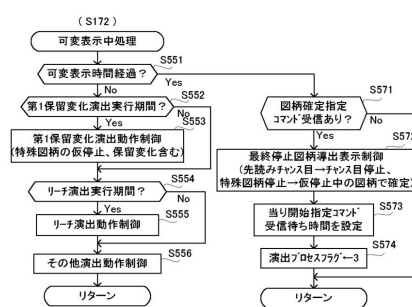 (S172)
可変表示中処理
S551
可変表示時間経過?
Yes
No
S552
第1保留変化演出実行期間?
No
Yes
S553
第1保留変化演出動作制御
(特殊図柄の仮停止、保留変化含む)
S554
リーチ演出実行期間?
No
Yes
S555
リーチ演出動作制御
S556
その他演出動作制御
リターン
S571
図柄確定指定
コマンド受信あり?
No
Yes
S572
最終停止図柄導出表示制御
(先読みチャンス目→チャンス目停止、
特殊図柄停止→仮停止中の図柄で確定)
S573
当り開始指定コマンド
受信待ち時間を設定
S574
演出プロセスフラグ←3
リターン